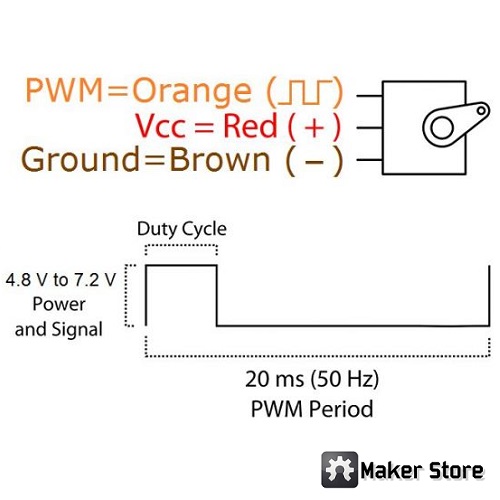 PWM=Orange (⎍⎍)
Vcc = Red ( + )
Ground=Brown ( − )
Duty Cycle
4.8 V to 7.2 V
Power
and Signal
20 ms (50 Hz)
PWM Period
Maker Store